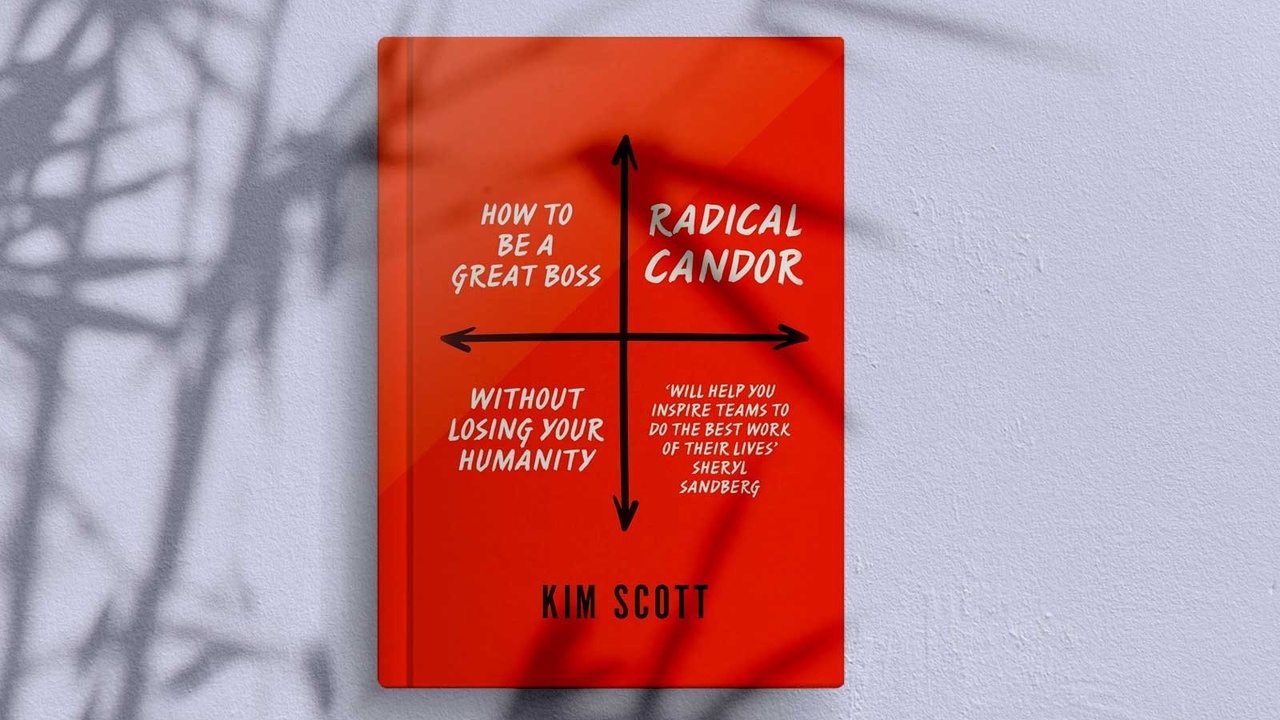 HOW TO
BE A
GREAT BOSS
RADICAL
CANDOR
WITHOUT
LOSING YOUR
HUMANITY
‘WILL HELP YOU
INSPIRE TEAMS TO
DO THE BEST WORK
OF THEIR LIVES’
SHERYL
SANDBERG
KIM SCOTT